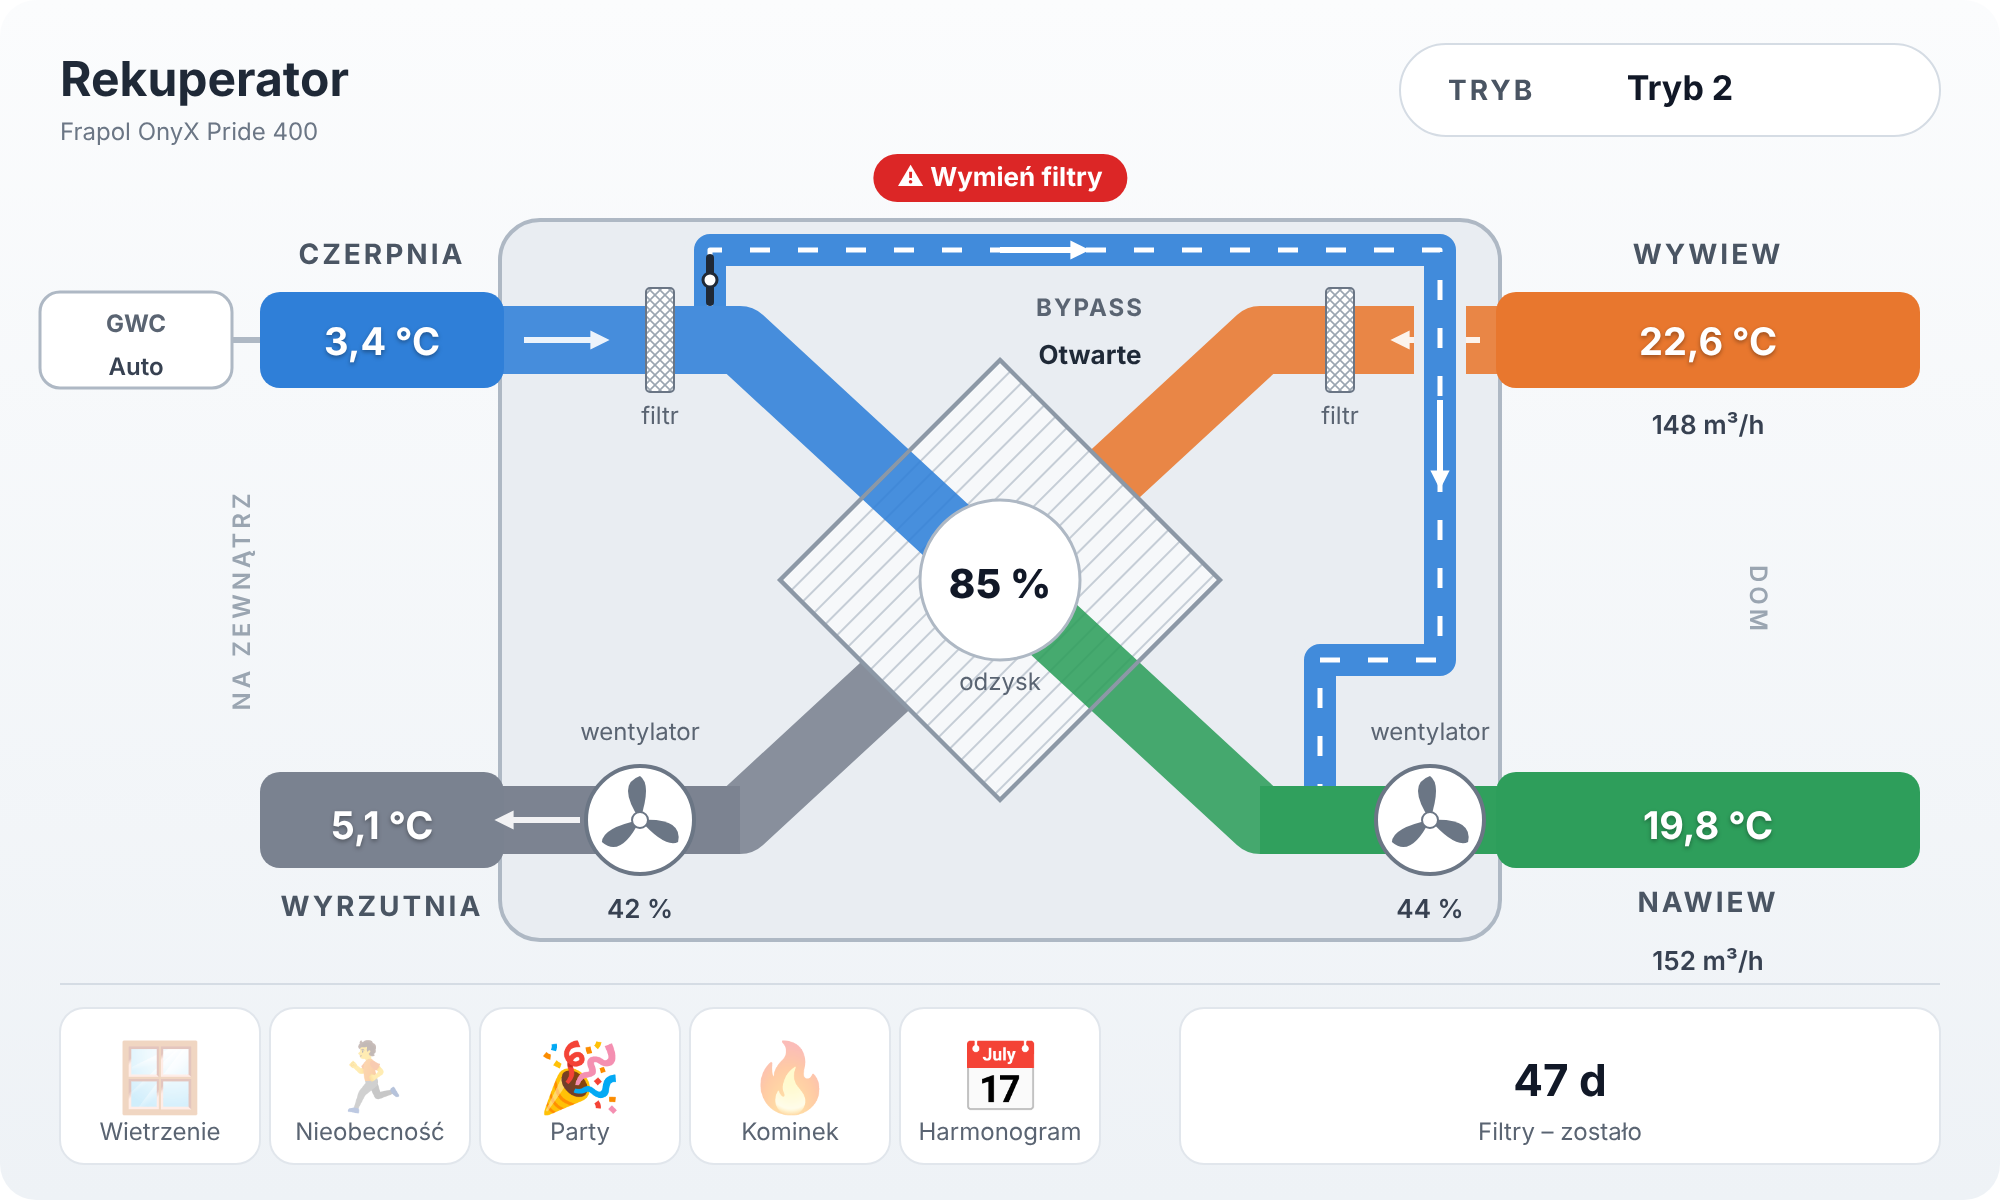 Rekuperator
Frapol OnyX Pride 400
TRYB Tryb 2
⚠ Wymień filtry
CZERPNIA
WYWIEW
GWC
Auto
3,4 °C
BYPASS
Otwarte
22,6 °C
filtr
filtr
148 m³/h
NA ZEWNĄTRZ
DOM
85 %
odzysk
wentylator
wentylator
5,1 °C
19,8 °C
WYRZUTNIA
42 %
44 %
NAWIEW
152 m³/h
Wietrzenie
Nieobecność
Party
Kominek
July
17
Harmonogram
47 d
Filtry – zostało